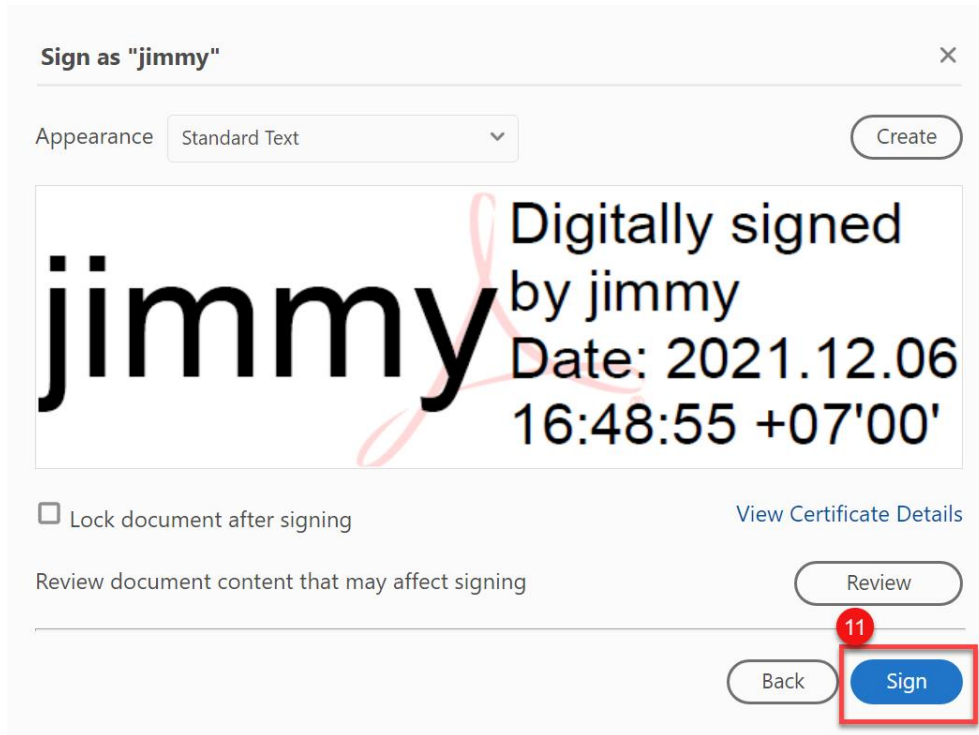 Sign as "jimmy"
Appearance Standard Text Create
jimmy
Digitally signed
by jimmy
Date: 2021.12.06
16:48:55 +07'00'
Lock document after signing View Certificate Details
Review document content that may affect signing Review
11
Back Sign